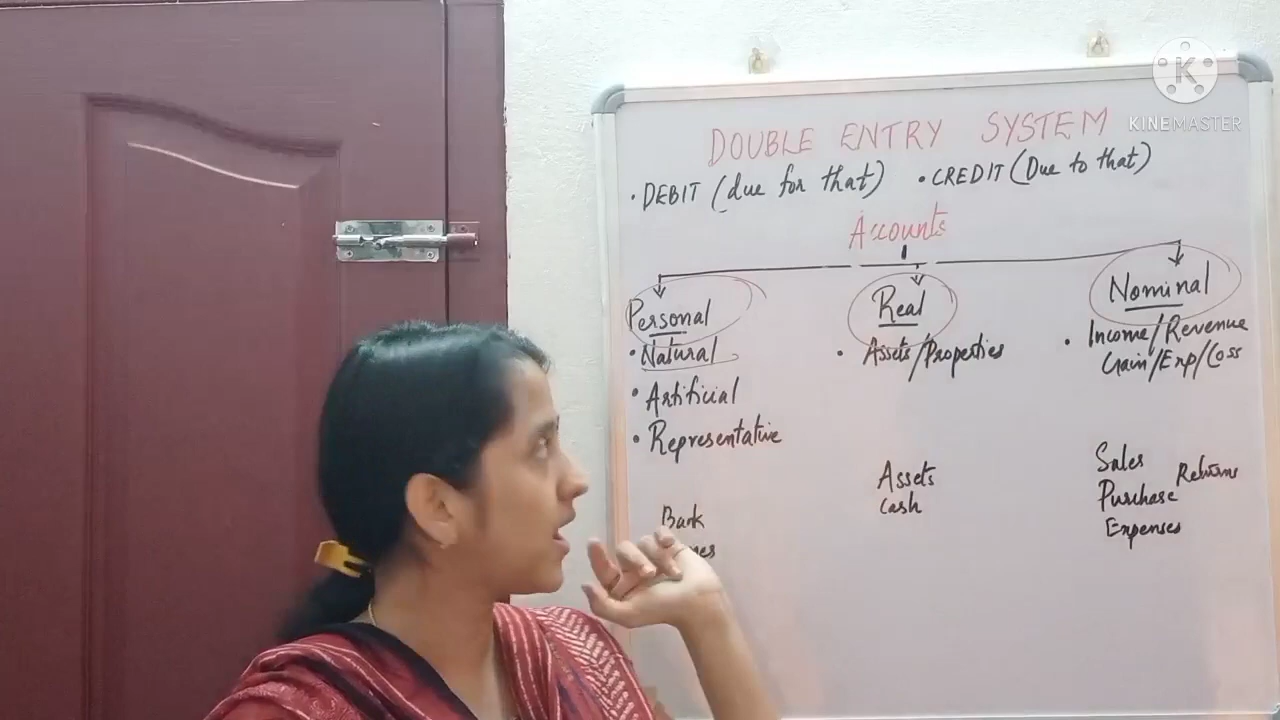 KINEMASTER
DOUBLE ENTRY SYSTEM
• DEBIT (due for that) • CREDIT (Due to that)
Accounts
Personal
• Natural
• Artificial
• Representative
Bank
Real
• Assets/Properties
Assets
Cash
Nominal
• Income/Revenue
Gain/Exp/Loss
Sales
Purchase Returns
Expenses